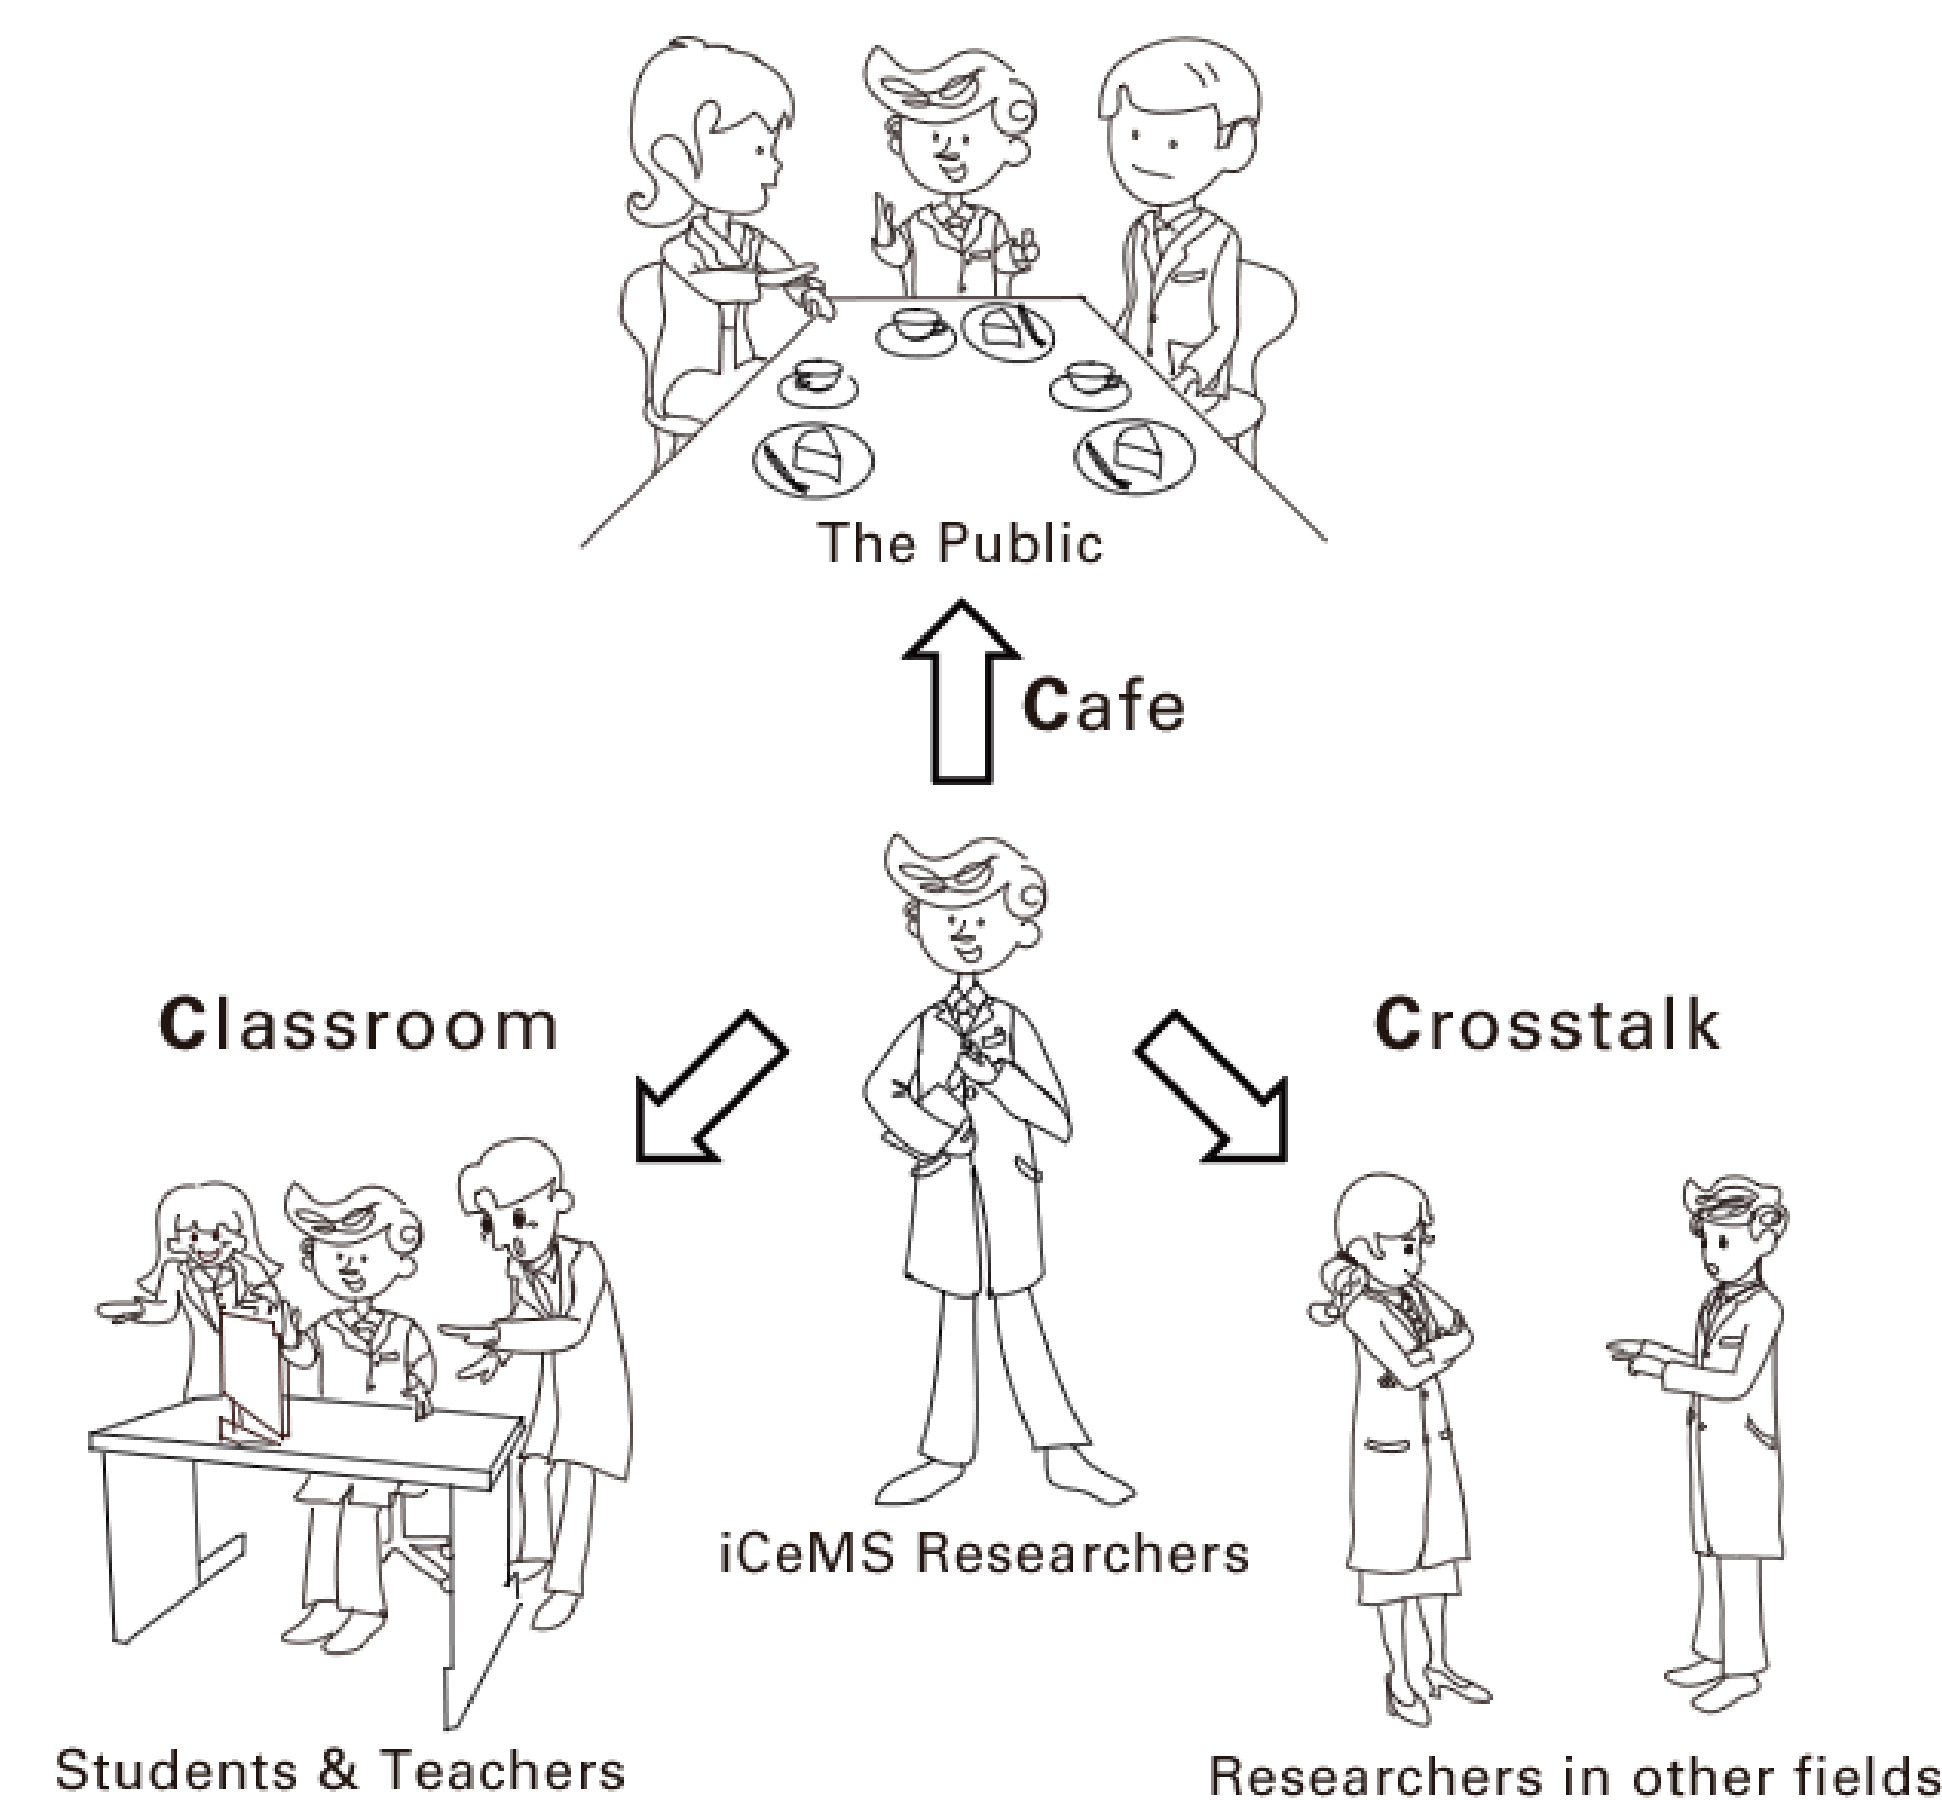 The Public
Cafe
Classroom
Crosstalk
iCeMS Researchers
Students & Teachers
Researchers in other fields